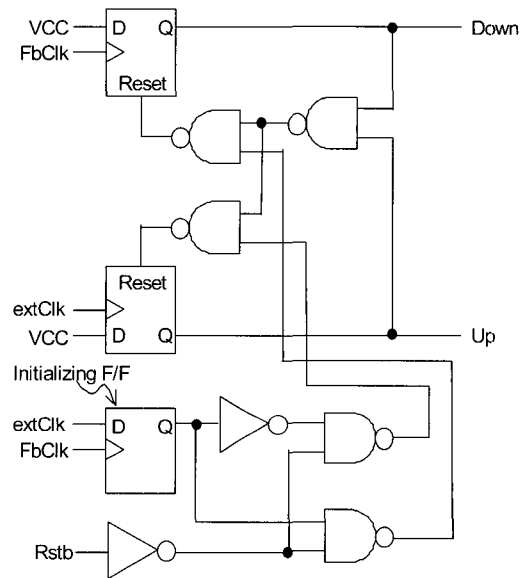 VCC D Q Down
FbClk
Reset
Reset
extClk
VCC D Q Up
Initializing F/F
extClk D Q
FbClk
Rstb